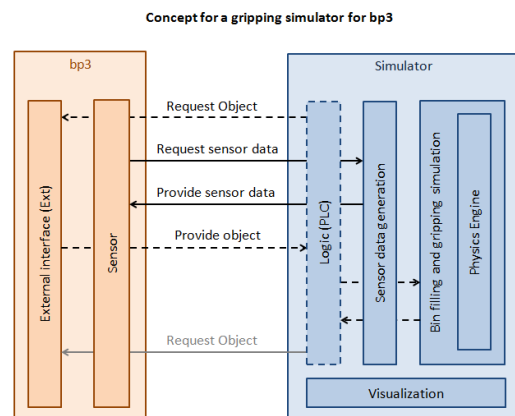 Concept for a gripping simulator for bp3
bp3
Simulator
External interface (Ext)
Sensor
Request Object
Request sensor data
Provide sensor data
Provide object
Request Object
Logic (PLC)
Sensor data generation
Bin filling and gripping simulation
Physics Engine
Visualization